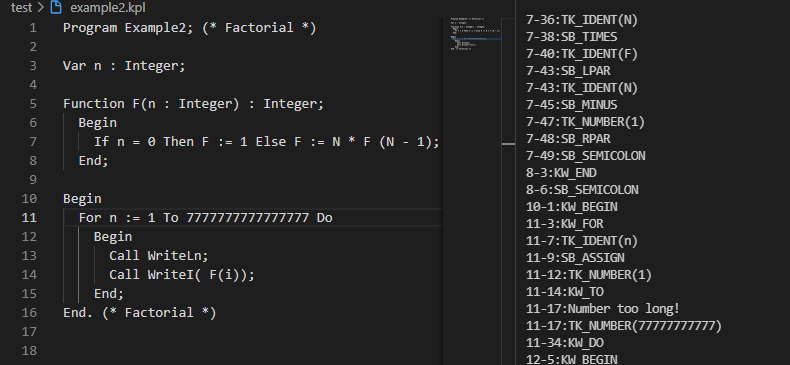 test > example2.kpl
1 Program Example2; (* Factorial *)
2
3 Var n : Integer;
4
5 Function F(n : Integer) : Integer;
6 Begin
7 If n = 0 Then F := 1 Else F := N * F (N - 1);
8 End;
9
10 Begin
11 For n := 1 To 7777777777777777 Do
12 Begin
13 Call WriteLn;
14 Call WriteI( F(i));
15 End;
16 End. (* Factorial *)
17
18
7-36:TK_IDENT(N)
7-38:SB_TIMES
7-40:TK_IDENT(F)
7-43:SB_LPAR
7-43:TK_IDENT(N)
7-45:SB_MINUS
7-47:TK_NUMBER(1)
7-48:SB_RPAR
7-49:SB_SEMICOLON
8-3:KW_END
8-6:SB_SEMICOLON
10-1:KW_BEGIN
11-3:KW_FOR
11-7:TK_IDENT(n)
11-9:SB_ASSIGN
11-12:TK_NUMBER(1)
11-14:KW_TO
11-17:Number too long!
11-17:TK_NUMBER(77777777777)
11-34:KW_DO
12-5:KW_BEGIN